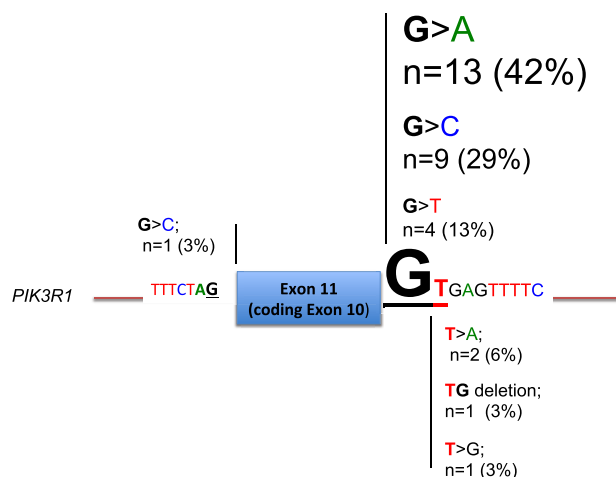 G>A
n=13 (42%)
G>C
n=9 (29%)
G>T
n=4 (13%)
G>C;
n=1 (3%)
PIK3R1
TTTCTAG
Exon 11
(coding Exon 10)
GTGAGTTTTC
T>A;
n=2 (6%)
TG deletion;
n=1 (3%)
T>G;
n=1 (3%)